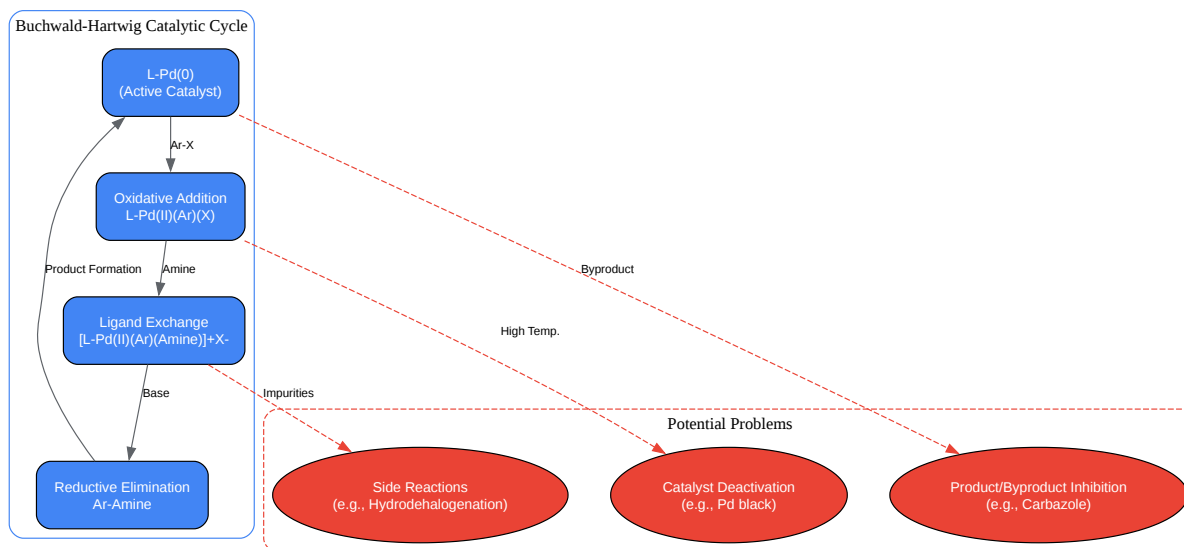 Buchwald-Hartwig Catalytic Cycle
L-Pd(0)
(Active Catalyst)
Ar-X
Oxidative Addition
L-Pd(II)(Ar)(X)
Product Formation
Amine
Byproduct
Ligand Exchange
[L-Pd(II)(Ar)(Amine)]+X-
High Temp.
Base
Impurities
Potential Problems
Reductive Elimination
Ar-Amine
Side Reactions
(e.g., Hydrodehalogenation)
Catalyst Deactivation
(e.g., Pd black)
Product/Byproduct Inhibition
(e.g., Carbazole)